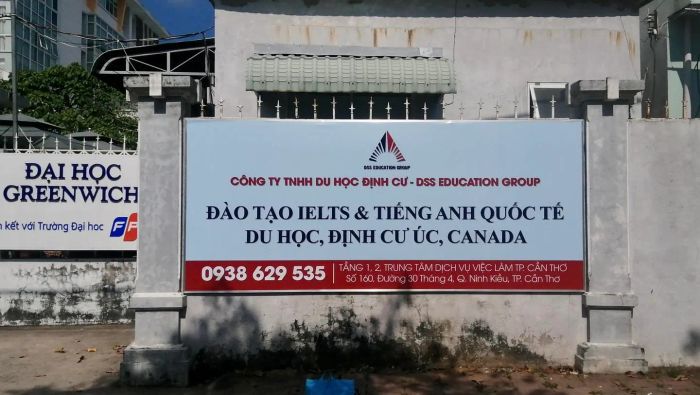 ĐẠI HỌC
GREENWICH
kết với Trường Đại học FP
DSS EDUCATION GROUP
CÔNG TY TNHH DU HỌC ĐỊNH CƯ - DSS EDUCATION GROUP
ĐÀO TẠO IELTS & TIẾNG ANH QUỐC TẾ
DU HỌC, ĐỊNH CƯ ÚC, CANADA
0938 629 535
TẦNG 1, 2, TRUNG TÂM DỊCH VỤ VIỆC LÀM TP. CẦN THƠ
Số 160, Đường 30 Tháng 4, Q. Ninh Kiều, TP. Cần Thơ